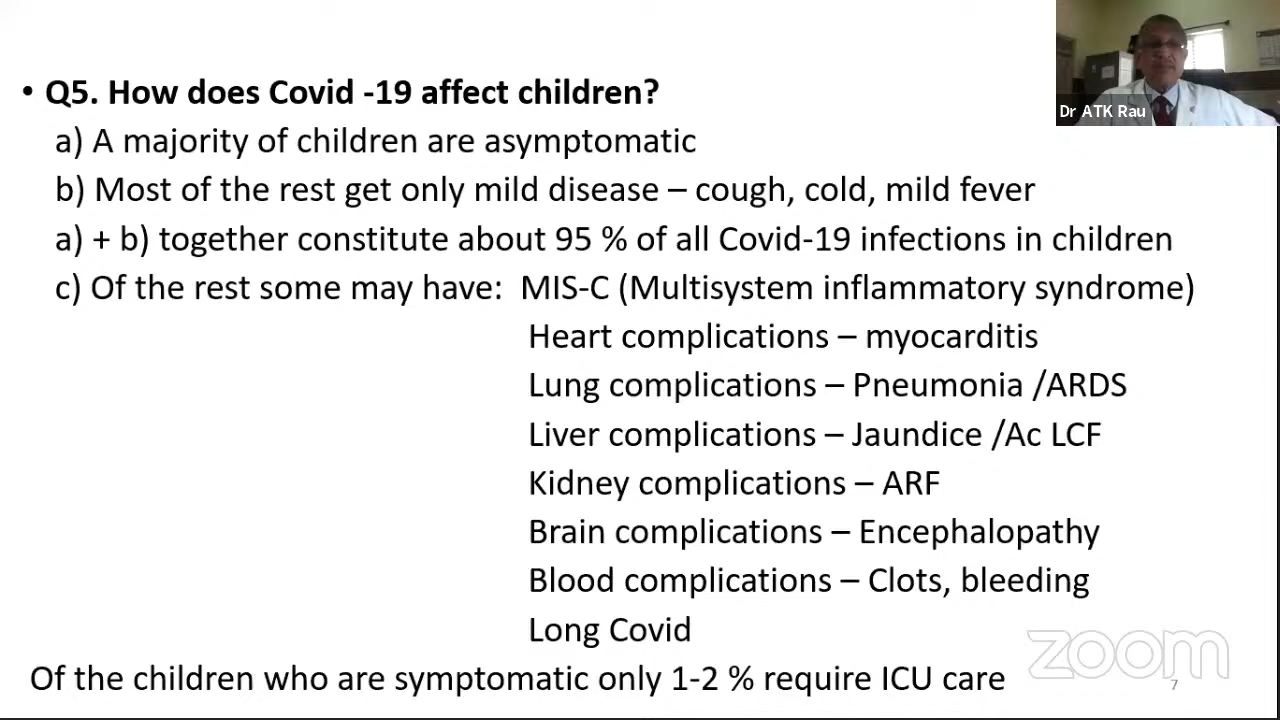 • Q5. How does Covid -19 affect children?
a) A majority of children are asymptomatic
b) Most of the rest get only mild disease – cough, cold, mild fever
a) + b) together constitute about 95 % of all Covid-19 infections in children
c) Of the rest some may have: MIS-C (Multisystem inflammatory syndrome)
Heart complications – myocarditis
Lung complications – Pneumonia /ARDS
Liver complications – Jaundice /Ac LCF
Kidney complications – ARF
Brain complications – Encephalopathy
Blood complications – Clots, bleeding
Long Covid
Of the children who are symptomatic only 1-2 % require ICU care
Dr ATK Rau
zoom
7